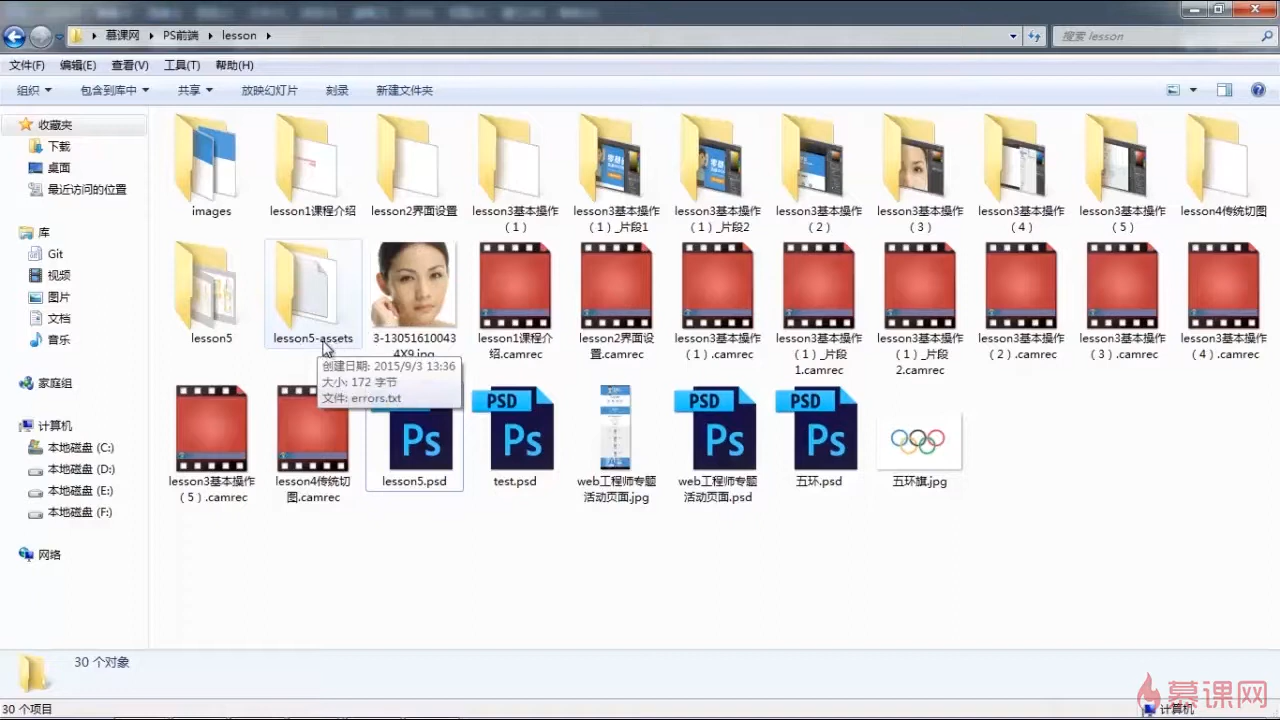 慕课网 PS前端 lesson
搜索 lesson
文件(F) 编辑(E) 查看(V) 工具(T) 帮助(H)
组织 包含到库中 共享 放映幻灯片 刻录 新建文件夹
收藏夹
下载
桌面
最近访问的位置
库
Git
视频
图片
文档
音乐
家庭组
计算机
本地磁盘 (C:)
本地磁盘 (D:)
本地磁盘 (E:)
本地磁盘 (F:)
网络
images
lesson1课程介绍
lesson2界面设置
lesson3基本操作
（1）
lesson3基本操作
（1）_片段1
lesson3基本操作
（1）_片段2
lesson3基本操作
（2）
lesson3基本操作
（3）
lesson3基本操作
（4）
lesson3基本操作
（5）
lesson4传统切图
lesson5
lesson5-assets
3-13051610043
4X9.jpg
lesson1课程介
绍.camrec
lesson2界面设
置.camrec
lesson3基本操作
（1）.camrec
lesson3基本操作
（1）_片段
1.camrec
lesson3基本操作
（1）_片段
2.camrec
lesson3基本操作
（2）.camrec
lesson3基本操作
（3）.camrec
lesson3基本操作
（4）.camrec
创建日期: 2015/9/3 13:36
大小: 172 字节
文件: errors.txt
lesson3基本操作
（5）.camrec
lesson4传统切
图.camrec
PSD
Ps
lesson5.psd
PSD
Ps
test.psd
web工程师专题
活动页面.jpg
PSD
Ps
web工程师专题
活动页面.psd
PSD
Ps
五环.psd
五环旗.jpg
30 个对象
30 个项目
计算机
慕课网